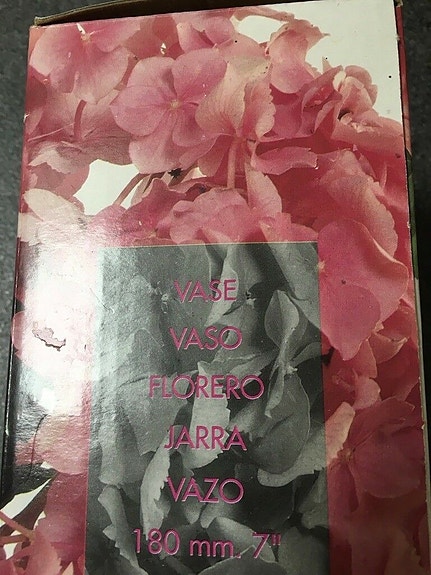 VASE
VASO
FLORERO
JARRA
VAZO
180 mm. 7"